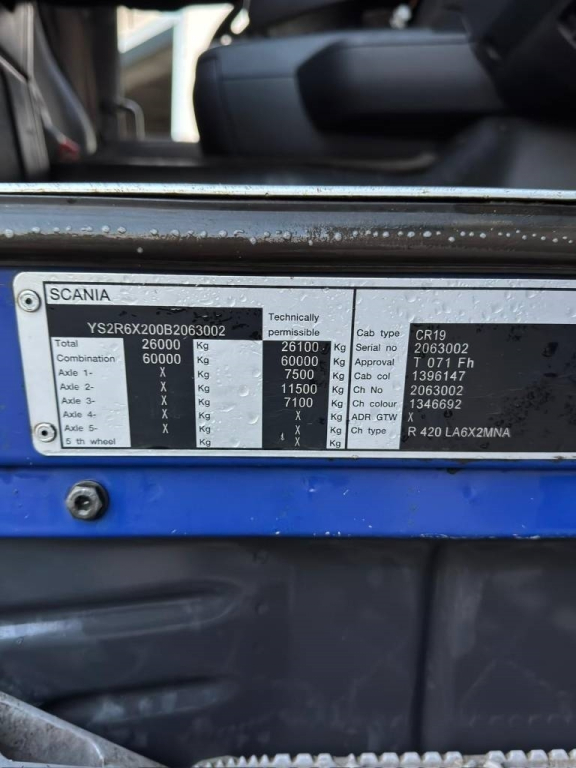 SCANIA
YS2R6X200B2063002
Technically
permissible
Total 26000 Kg 26100 Kg
Combination 60000 Kg 60000 Kg
Axle 1- X Kg 7500 Kg
Axle 2- X Kg 11500 Kg
Axle 3- X Kg 7100 Kg
Axle 4- X Kg X Kg
Axle 5- X Kg X Kg
5 th wheel Kg X Kg
Cab type CR19
Serial no 2063002
Approval T 071 Fh
Cab col 1396147
Ch No 2063002
Ch colour 1346692
ADR GTW X
Ch type R 420 LA6X2MNA